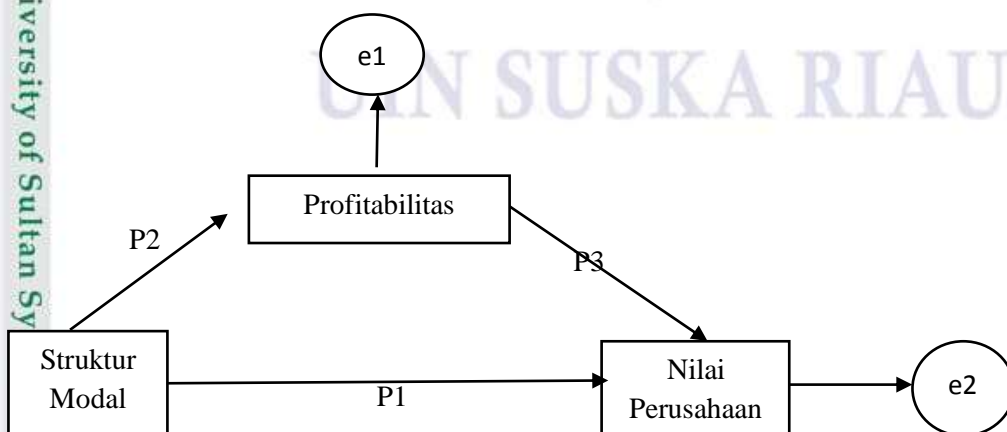 iversity of Sultan Sy
e1
UIN SUSKA RIAU
Profitabilitas
P2
P3
Struktur
Modal
P1
Nilai
Perusahaan
e2